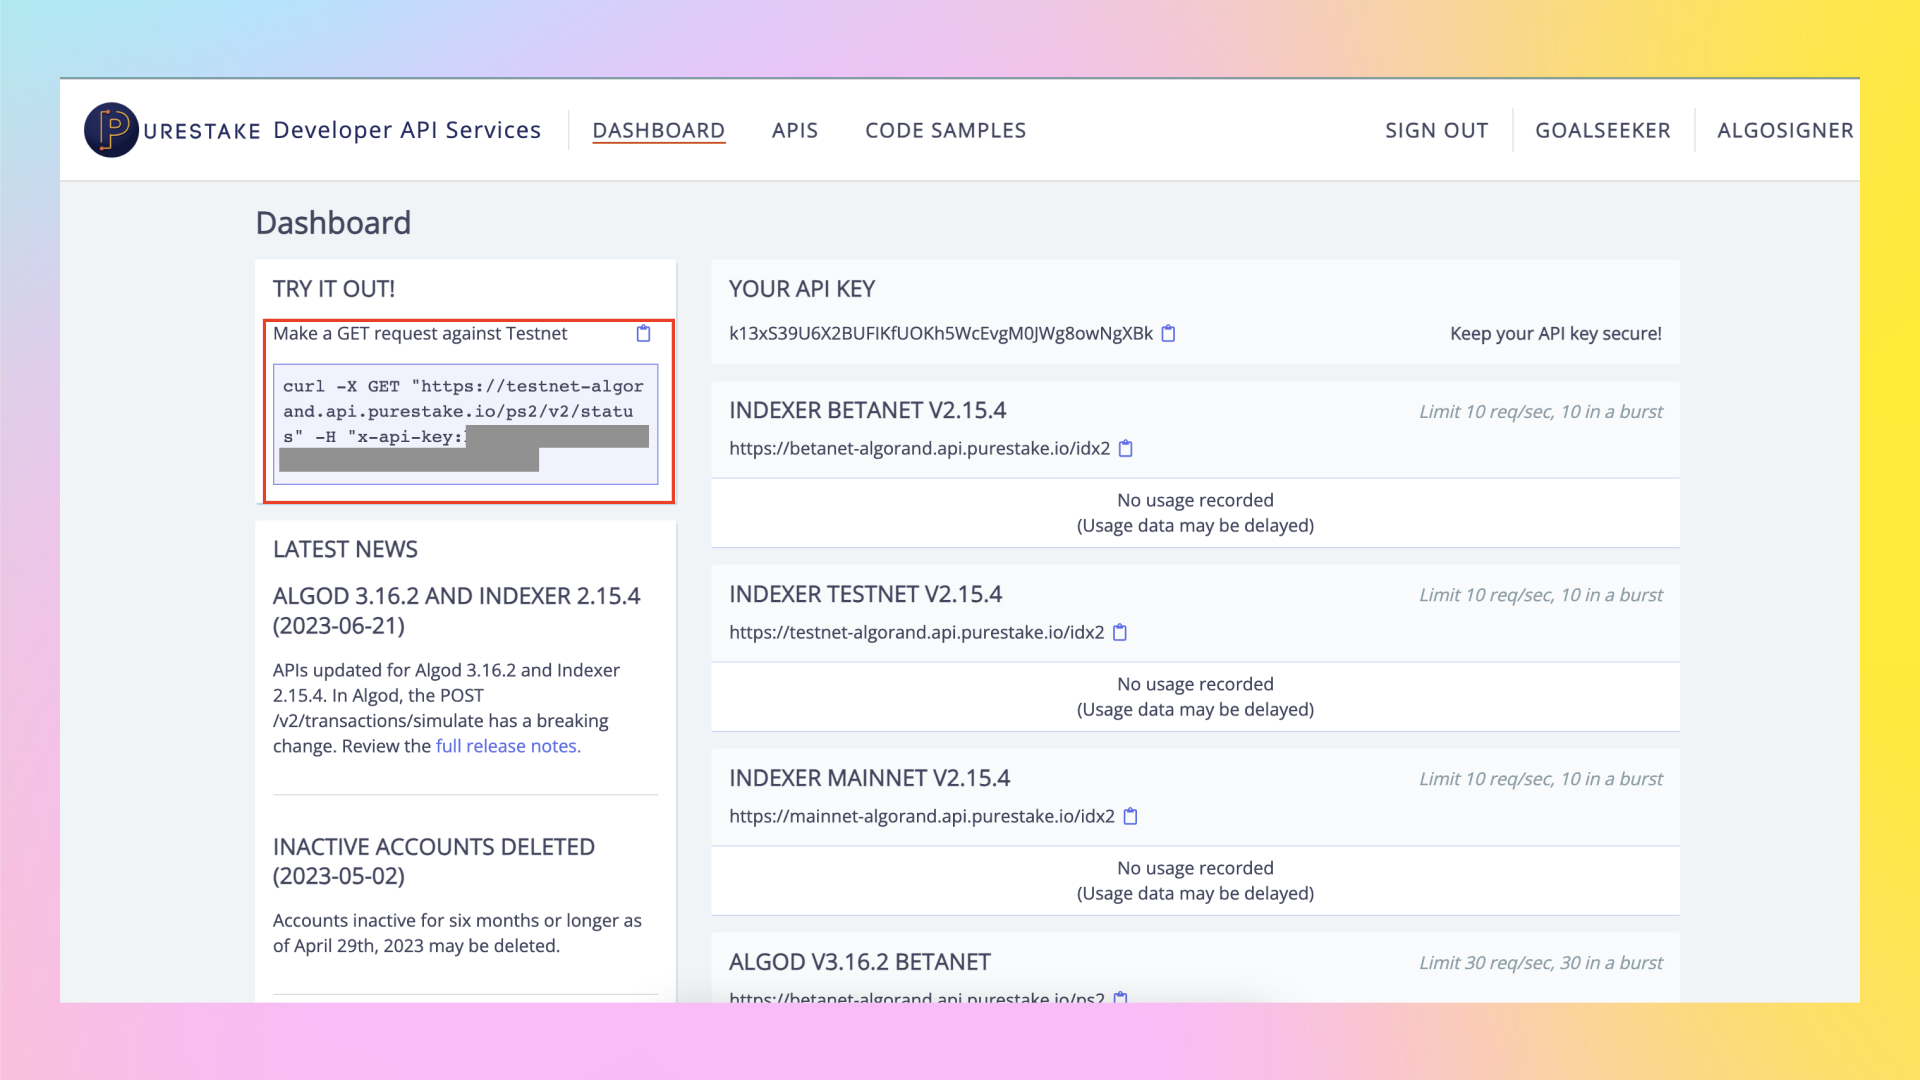 PURESTAKE Developer API Services
DASHBOARD
APIS
CODE SAMPLES
SIGN OUT
GOALSEEKER
ALGOSIGNER
Dashboard
TRY IT OUT!
Make a GET request against Testnet
curl -X GET "https://testnet-algor
and.api.purestake.io/ps2/v2/statu
s" -H "x-api-key:
LATEST NEWS
ALGOD 3.16.2 AND INDEXER 2.15.4
(2023-06-21)
APIs updated for Algod 3.16.2 and Indexer
2.15.4. In Algod, the POST
/v2/transactions/simulate has a breaking
change. Review the full release notes.
INACTIVE ACCOUNTS DELETED
(2023-05-02)
Accounts inactive for six months or longer as
of April 29th, 2023 may be deleted.
YOUR API KEY
k13xS39U6X2BUFIKfUOKh5WcEvgM0JWg8owNgXBk
Keep your API key secure!
INDEXER BETANET V2.15.4
Limit 10 req/sec, 10 in a burst
https://betanet-algorand.api.purestake.io/idx2
No usage recorded
(Usage data may be delayed)
INDEXER TESTNET V2.15.4
Limit 10 req/sec, 10 in a burst
https://testnet-algorand.api.purestake.io/idx2
No usage recorded
(Usage data may be delayed)
INDEXER MAINNET V2.15.4
Limit 10 req/sec, 10 in a burst
https://mainnet-algorand.api.purestake.io/idx2
No usage recorded
(Usage data may be delayed)
ALGOD V3.16.2 BETANET
Limit 30 req/sec, 30 in a burst
https://betanet-algorand.api.purestake.io/ps2